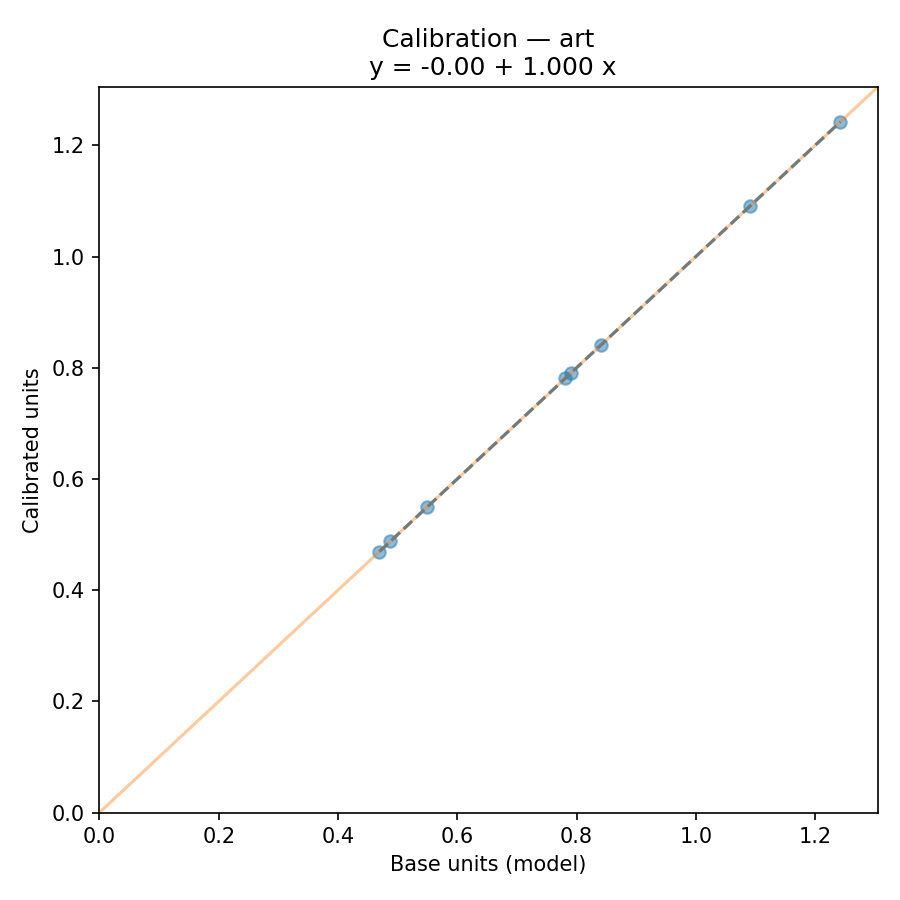 Calibration — art
y = -0.00 + 1.000 x
1.2
1.0
0.8
0.6
0.4
0.2
0.0
Calibrated units
0.0 0.2 0.4 0.6 0.8 1.0 1.2
Base units (model)